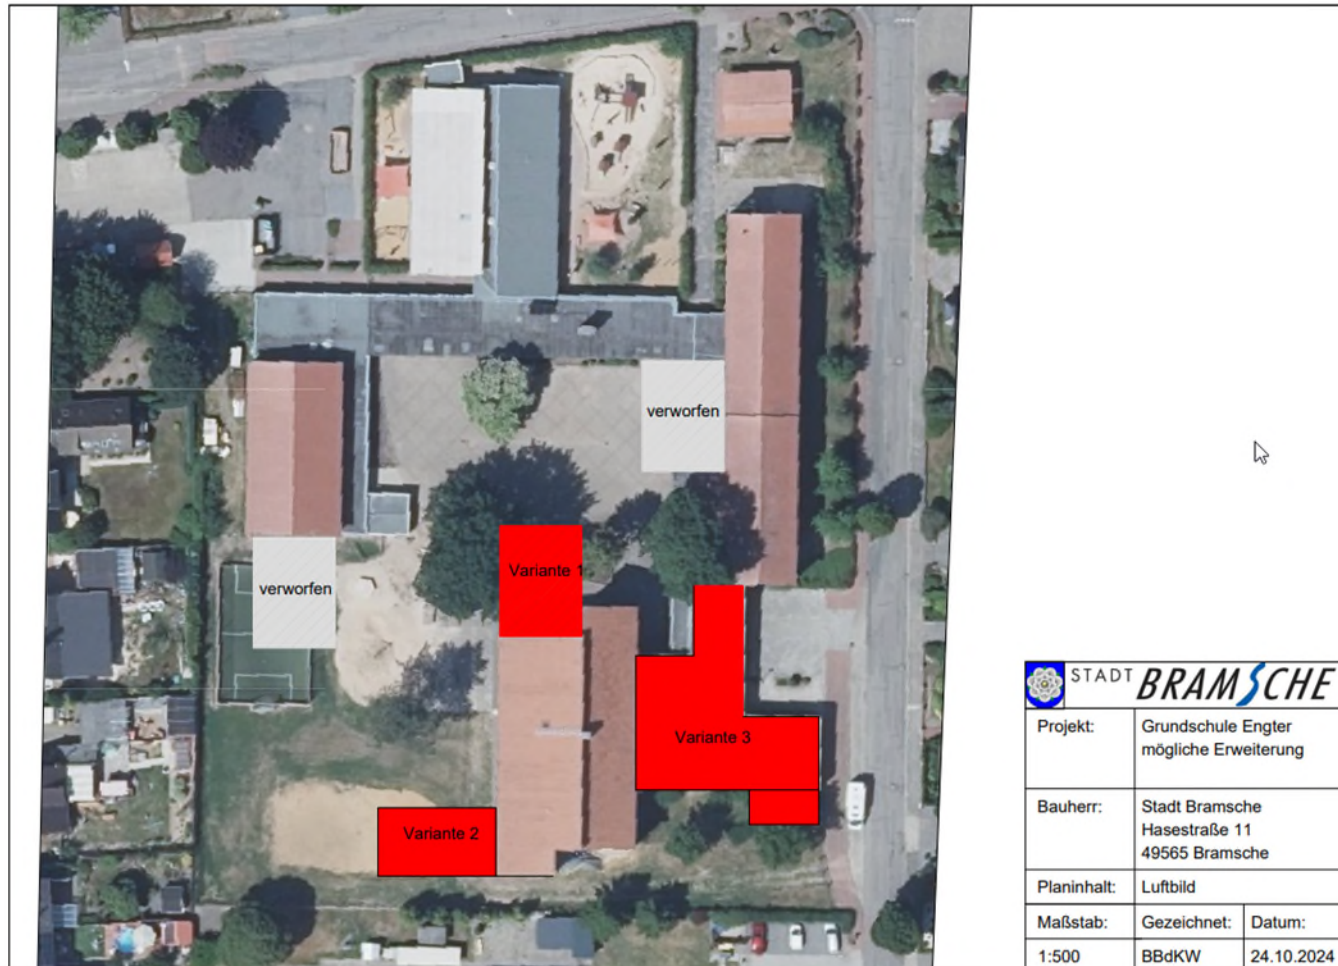 verworfen
Variante 1
verworfen
Variante 3
Variante 2
STADT BRAMSCHE
Projekt: Grundschule Engter
mögliche Erweiterung
Bauherr: Stadt Bramsche
Hasestraße 11
49565 Bramsche
Planinhalt: Luftbild
Maßstab: Gezeichnet: Datum:
1:500 BBdKW 24.10.2024